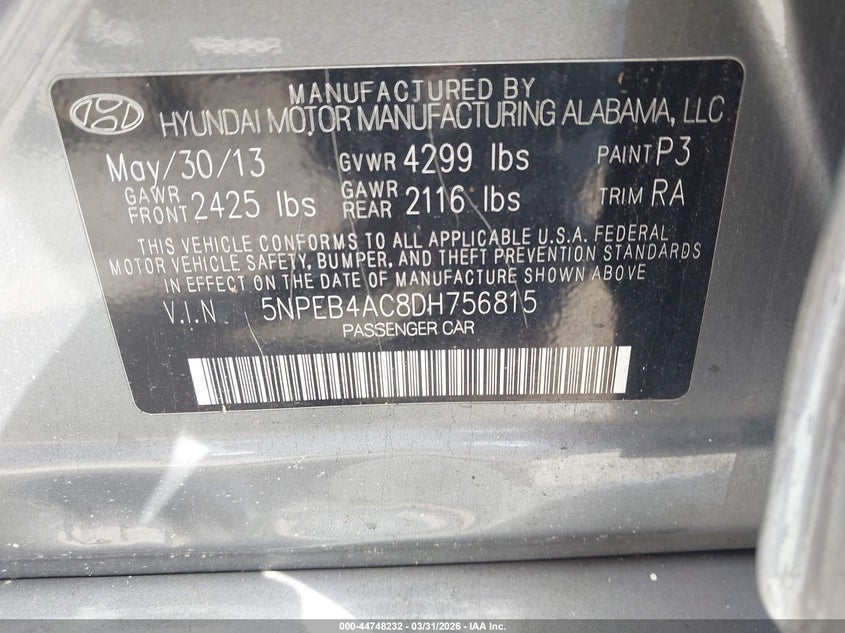 MANUFACTURED BY
HYUNDAI MOTOR MANUFACTURING ALABAMA, LLC
May/30/13 GVWR 4299 lbs PAINT P3
GAWR FRONT 2425 lbs GAWR REAR 2116 lbs TRIM RA
THIS VEHICLE CONFORMS TO ALL APPLICABLE U.S.A. FEDERAL
MOTOR VEHICLE SAFETY, BUMPER, AND THEFT PREVENTION STANDARDS
IN EFFECT ON THE DATE OF MANUFACTURE SHOWN ABOVE
V.I.N 5NPEB4AC8DH756815
PASSENGER CAR
000-44748232 - 03/31/2026 - IAA Inc.